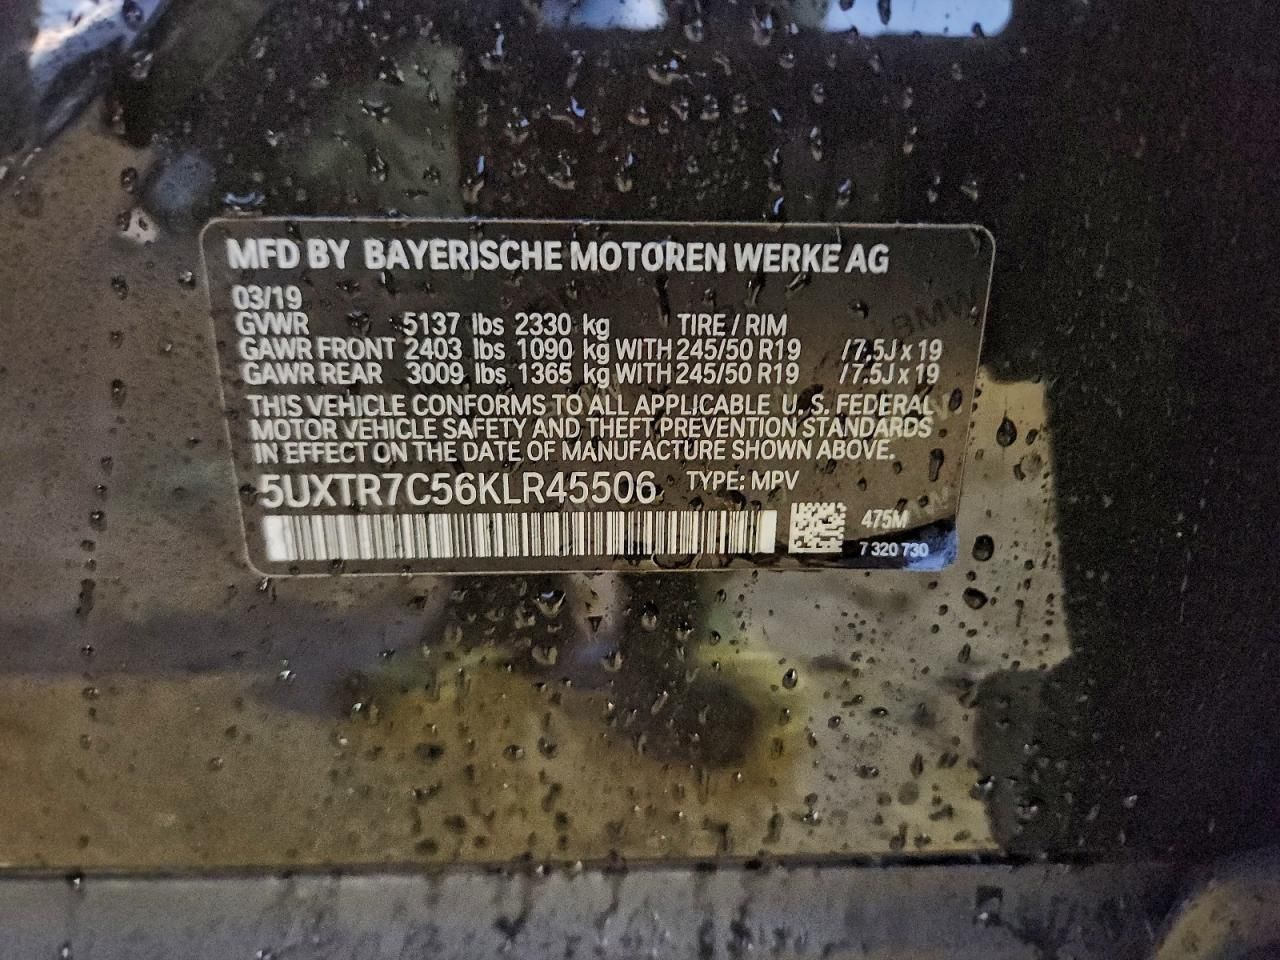 MFD BY BAYERISCHE MOTOREN WERKE AG
03/19
GVWR 5137 lbs 2330 kg TIRE / RIM
GAWR FRONT 2403 lbs 1090 kg WITH 245/50 R19 / 7.5J x 19
GAWR REAR 3009 lbs 1365 kg WITH 245/50 R19 / 7.5J x 19
THIS VEHICLE CONFORMS TO ALL APPLICABLE U. S. FEDERAL
MOTOR VEHICLE SAFETY AND THEFT PREVENTION STANDARDS
IN EFFECT ON THE DATE OF MANUFACTURE SHOWN ABOVE.
5UXTR7C56KLR45506 TYPE: MPV
475M
7 320 730
BMW